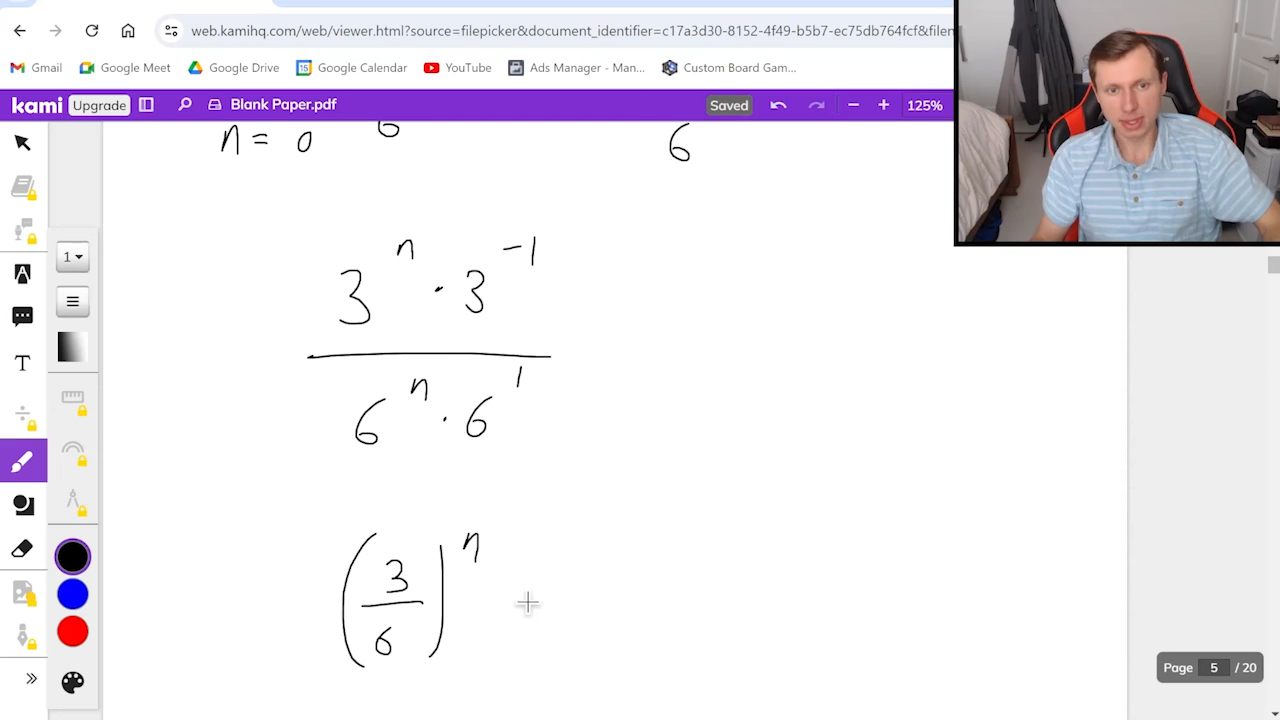 web.kamihq.com/web/viewer.html?source=filepicker&document_identifier=c17a3d30-8152-4f49-b5b7-ec75db764fcf&filen
Gmail Google Meet Google Drive Google Calendar YouTube Ads Manager - Man... Custom Board Gam...
kami Upgrade Blank Paper.pdf Saved 125%
n = 0 6 6
3^n · 3^-1
6^n · 6^1
(3/6)^n
1
T
Page 5 / 20